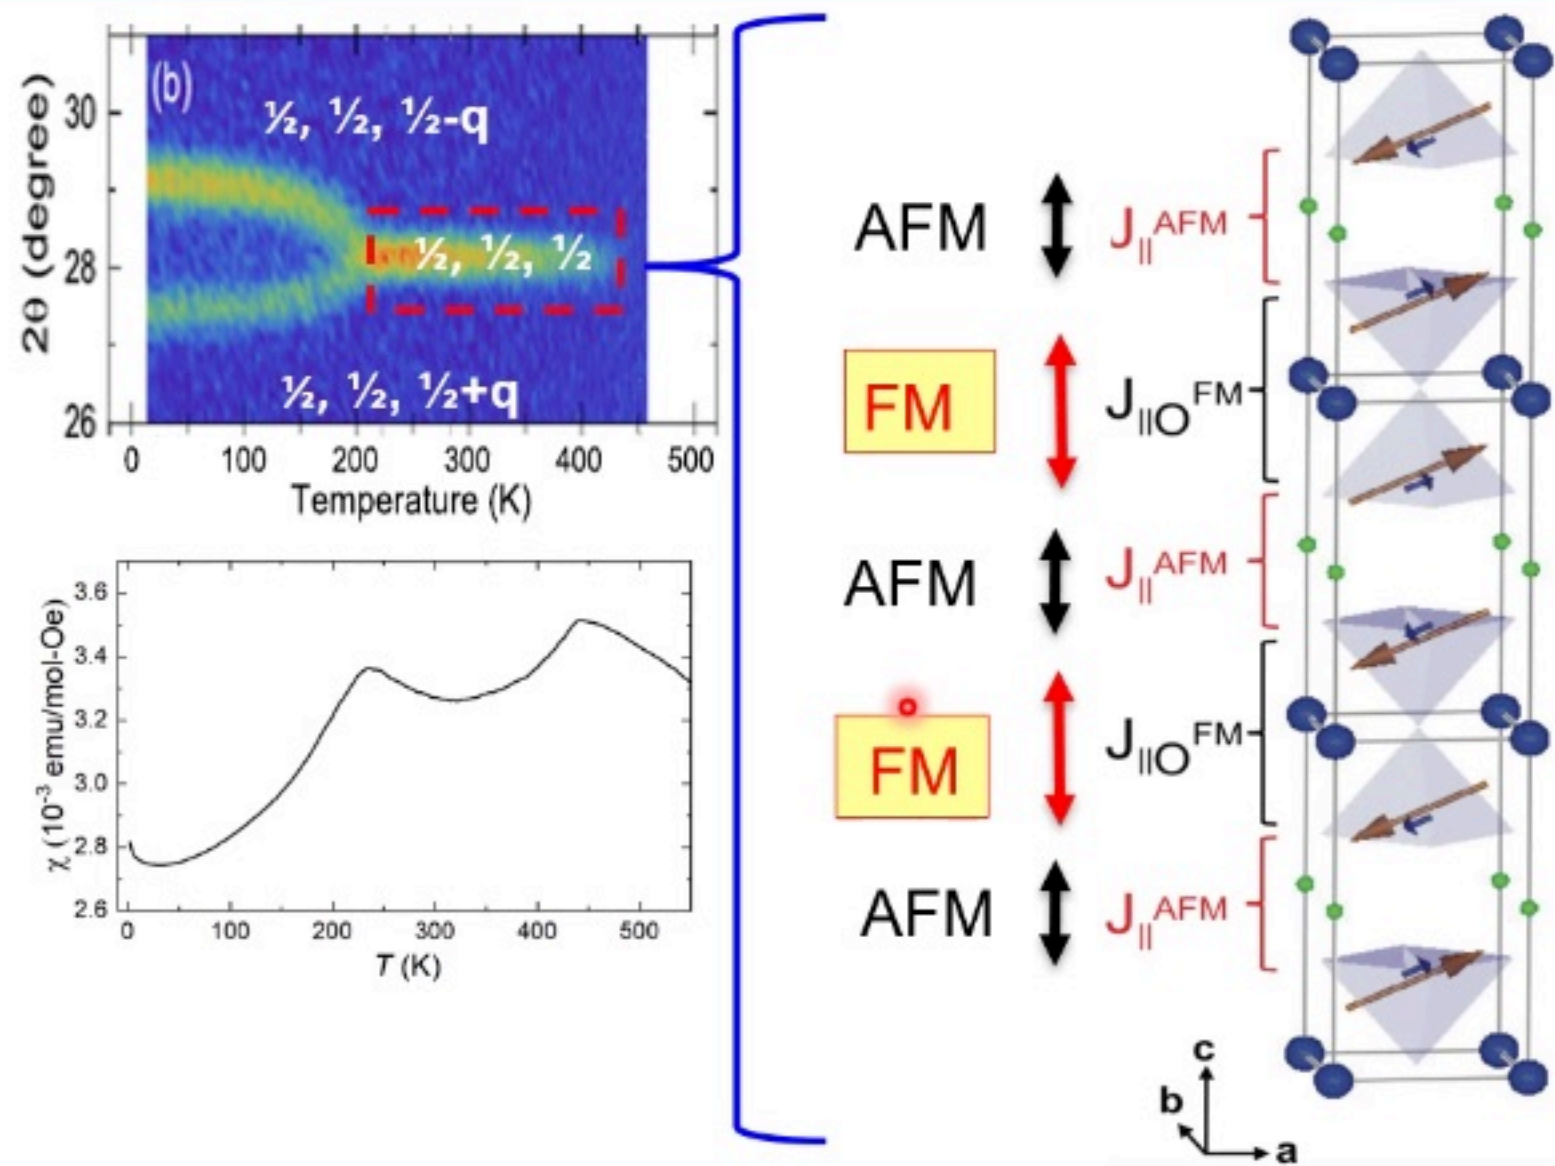 (b)
½, ½, ½-q
½, ½, ½
½, ½, ½+q
2θ (degree)
30
28
26
0 100 200 300 400 500
Temperature (K)
χ (10⁻³ emu/mol-Oe)
3.6
3.4
3.2
3.0
2.8
2.6
0 100 200 300 400 500
T (K)
AFM J||AFM
FM J||OFM
AFM J||AFM
FM J||OFM
AFM J||AFM
c
b
a